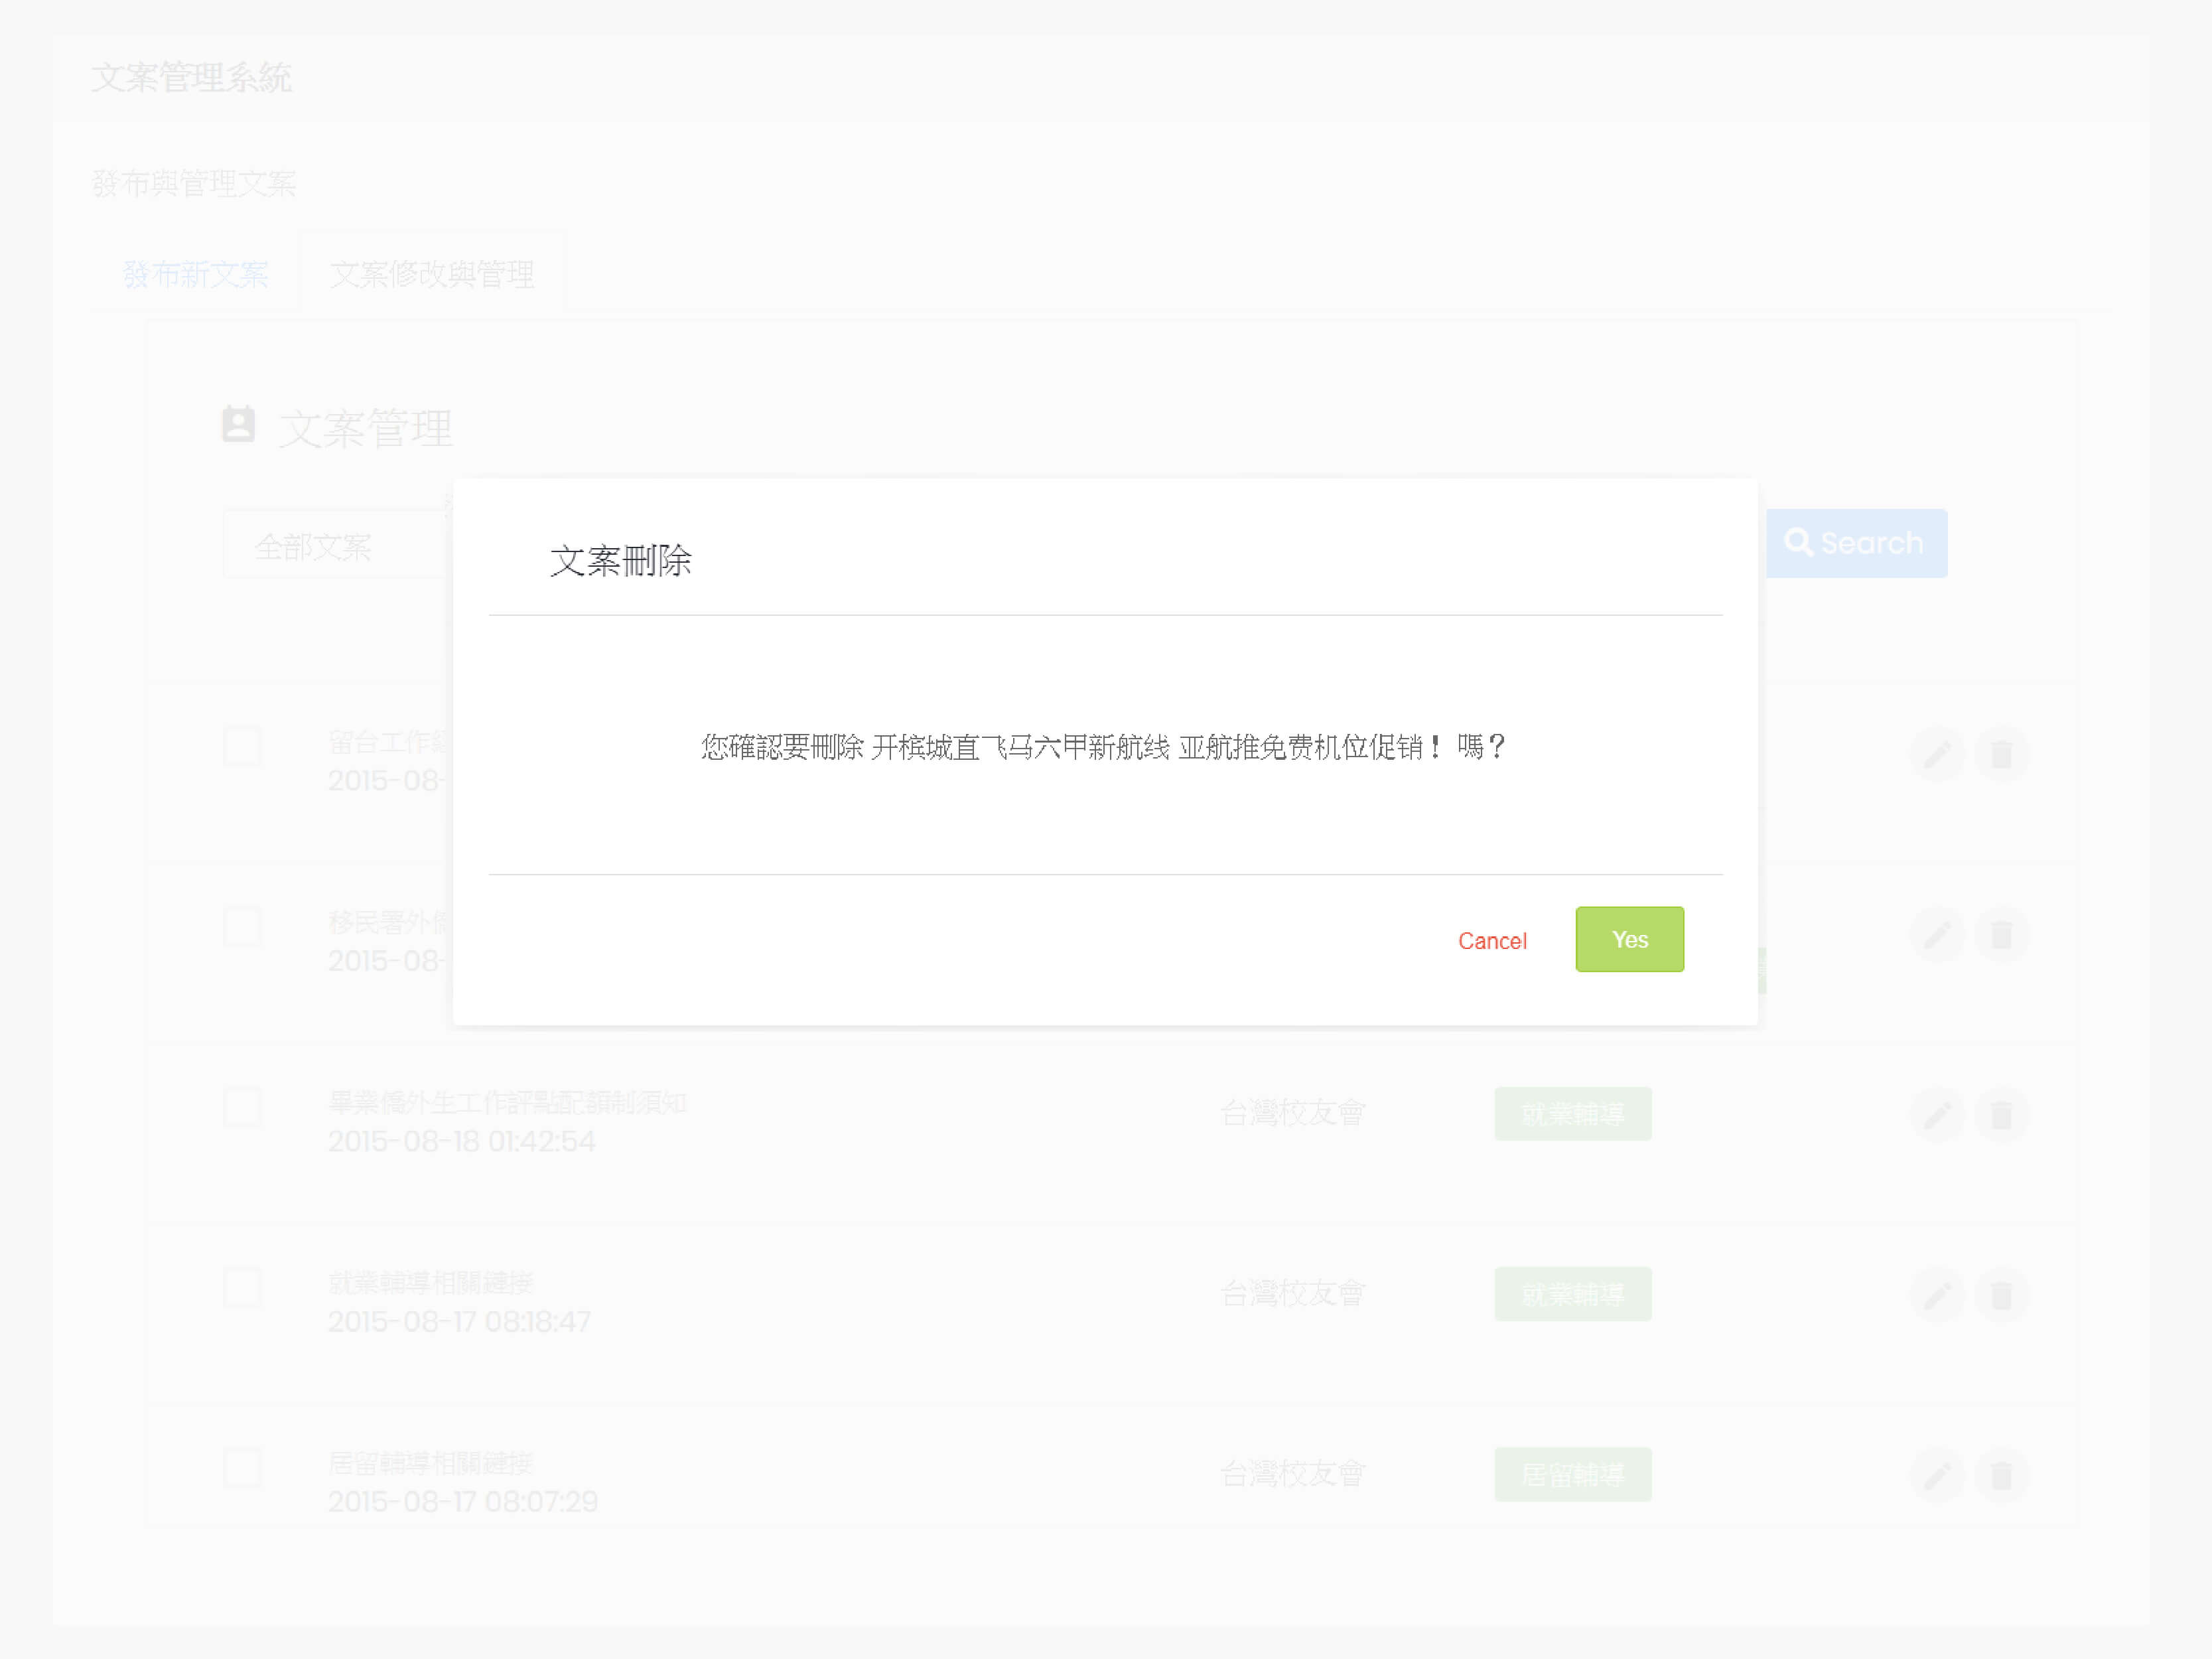 文案管理系統
發布與管理文案
發布新文案
文案修改與管理
文案管理
全部文案
Search
文案刪除
您確認要刪除 开槟城直飞马六甲新航线 亚航推免费机位促销！ 嗎？
Cancel
Yes
留台工作
2015-08-
移民署外
2015-08-
畢業僑外生工作評點配額制須知
2015-08-18 01:42:54
台灣校友會
就業輔導
就業輔導相關鏈接
2015-08-17 08:18:47
台灣校友會
就業輔導
居留輔導相關鏈接
2015-08-17 08:07:29
台灣校友會
居留輔導